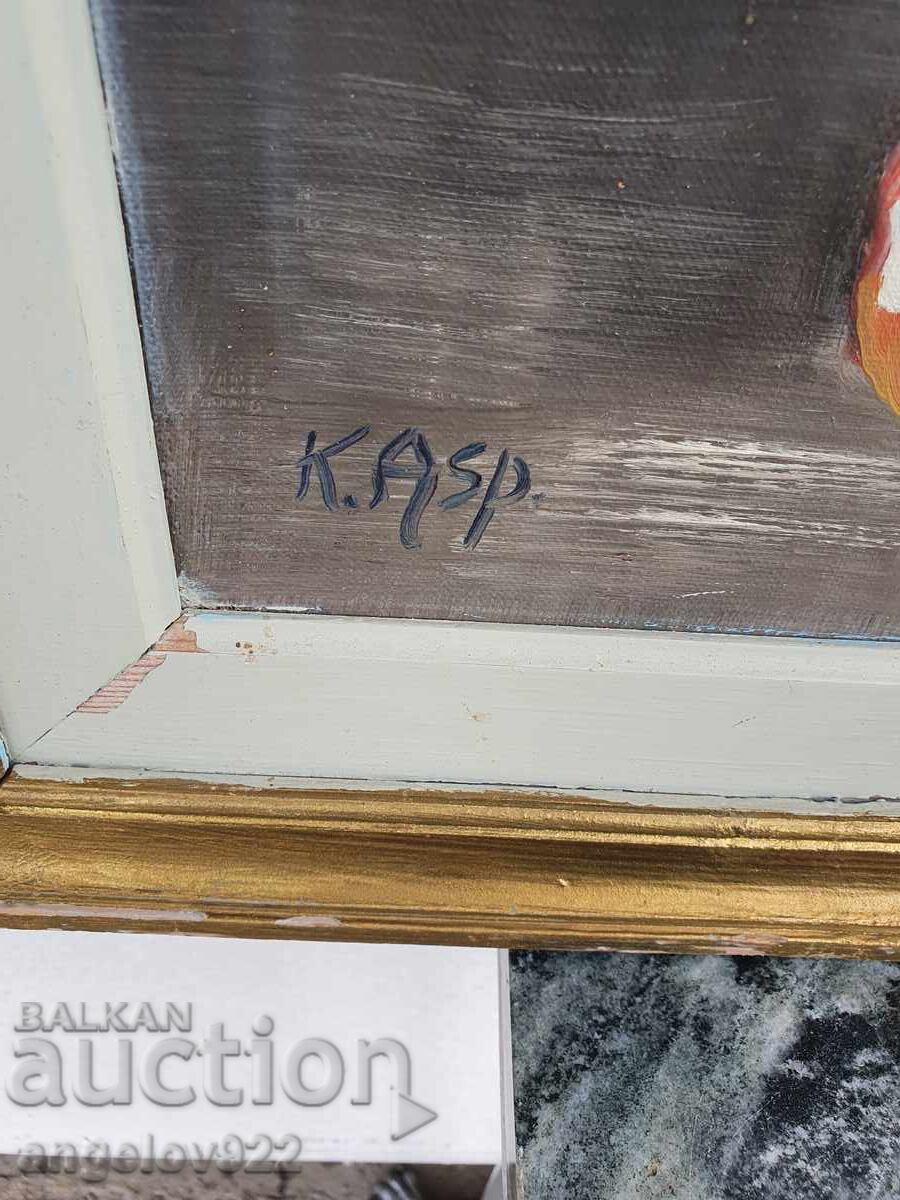 K. Asp.
BALKAN
auction
angelov922